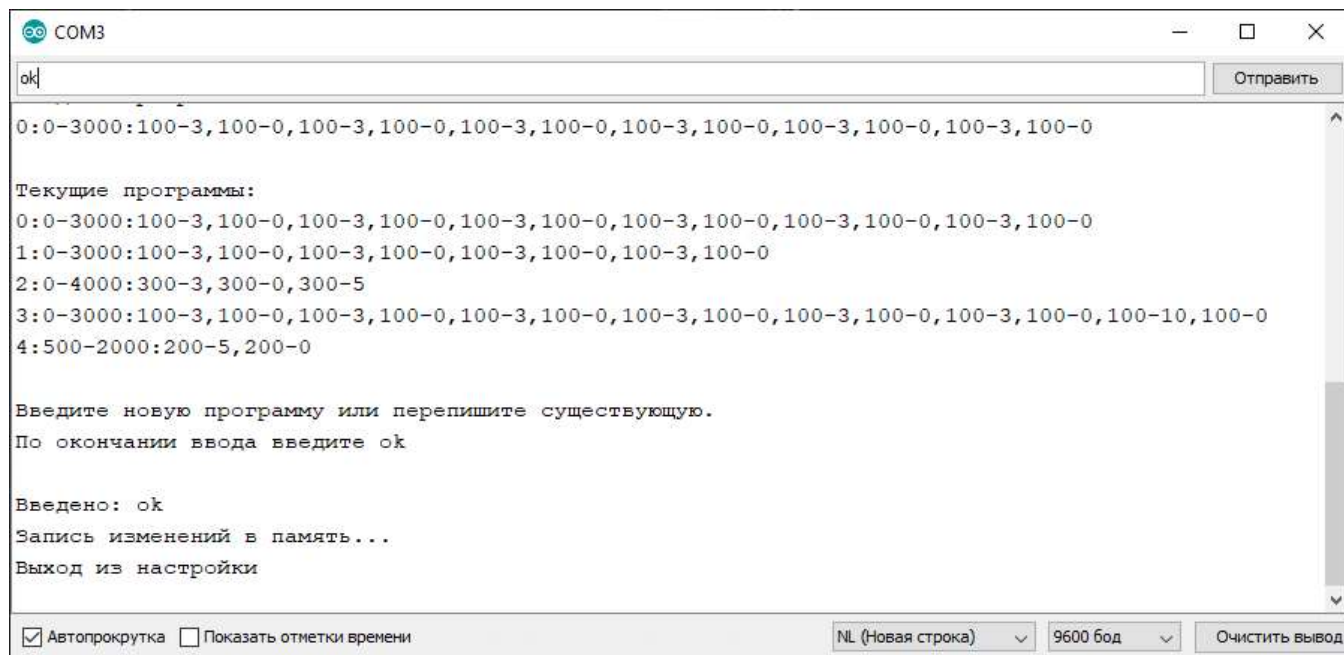 COM3
ok
Отправить
0:0-3000:100-3,100-0,100-3,100-0,100-3,100-0,100-3,100-0,100-3,100-0,100-3,100-0
Текущие программы:
0:0-3000:100-3,100-0,100-3,100-0,100-3,100-0,100-3,100-0,100-3,100-0,100-3,100-0
1:0-3000:100-3,100-0,100-3,100-0,100-3,100-0,100-3,100-0
2:0-4000:300-3,300-0,300-5
3:0-3000:100-3,100-0,100-3,100-0,100-3,100-0,100-3,100-0,100-3,100-0,100-3,100-0,100-10,100-0
4:500-2000:200-5,200-0
Введите новую программу или перепишите существующую.
По окончании ввода введите ok
Введено: ok
Запись изменений в память...
Выход из настройки
Автопрокрутка Показать отметки времени NL (Новая строка) 9600 бод Очистить вывод